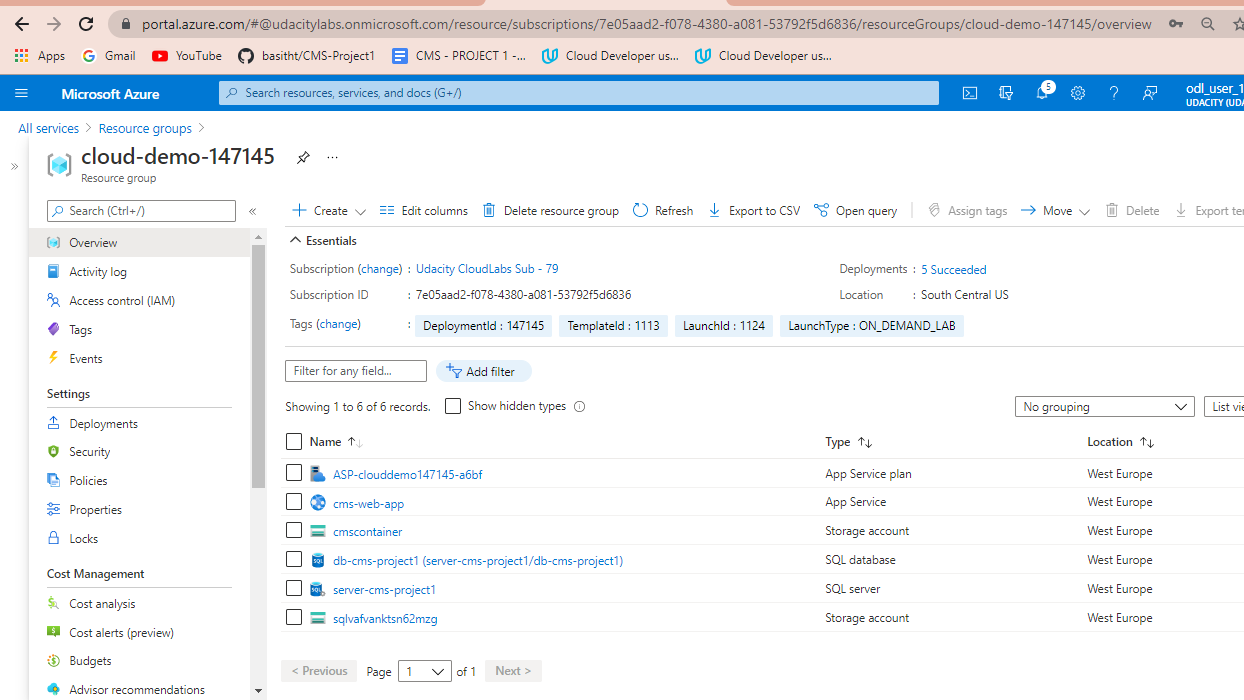 portal.azure.com/#@udacitylabs.onmicrosoft.com/resource/subscriptions/7e05aad2-f078-4380-a081-53792f5d6836/resourceGroups/cloud-demo-147145/overview
Apps Gmail YouTube basitht/CMS-Project1 CMS - PROJECT 1 -... Cloud Developer us... Cloud Developer us...
Microsoft Azure Search resources, services, and docs (G+/) 5 odl_user_1
UDACITY (UDA
All services > Resource groups >
cloud-demo-147145 ...
Resource group
Search (Ctrl+/) « Create Edit columns Delete resource group Refresh Export to CSV Open query Assign tags Move Delete Export te
Overview
Activity log
Access control (IAM)
Tags
Events
Settings
Deployments
Security
Policies
Properties
Locks
Cost Management
Cost analysis
Cost alerts (preview)
Budgets
Advisor recommendations
Essentials
Subscription (change) : Udacity CloudLabs Sub - 79 Deployments : 5 Succeeded
Subscription ID : 7e05aad2-f078-4380-a081-53792f5d6836 Location : South Central US
Tags (change) : DeploymentId : 147145 TemplateId : 1113 LaunchId : 1124 LaunchType : ON_DEMAND_LAB
Filter for any field... Add filter
Showing 1 to 6 of 6 records. Show hidden types No grouping List vie
Name Type Location
ASP-clouddemo147145-a6bf App Service plan West Europe
cms-web-app App Service West Europe
cmscontainer Storage account West Europe
db-cms-project1 (server-cms-project1/db-cms-project1) SQL database West Europe
server-cms-project1 SQL server West Europe
sqlvafvanktsn62mzg Storage account West Europe
< Previous Page 1 of 1 Next >